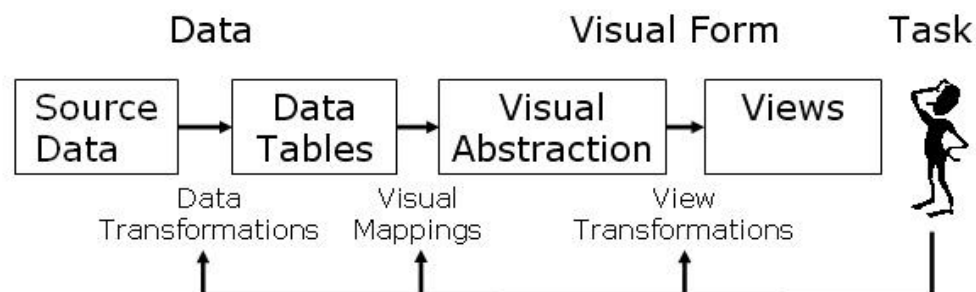 Data
Visual Form
Task
Source
Data
Data
Tables
Visual
Abstraction
Views
Data
Transformations
Visual
Mappings
View
Transformations